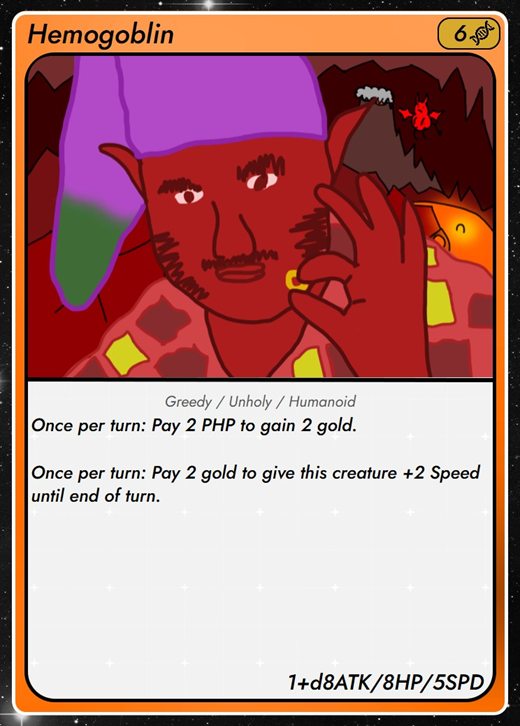 Hemogoblin
6
Greedy / Unholy / Humanoid
Once per turn: Pay 2 PHP to gain 2 gold.
Once per turn: Pay 2 gold to give this creature +2 Speed
until end of turn.
1+d8ATK/8HP/5SPD